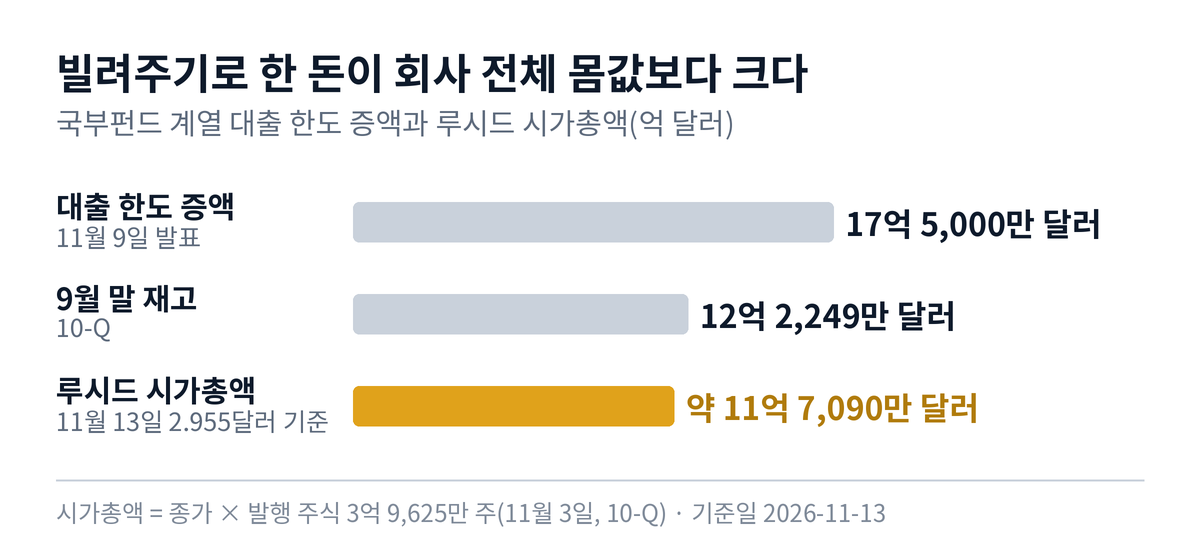 빌려주기로 한 돈이 회사 전체 몸값보다 크다
국부펀드 계열 대출 한도 증액과 루시드 시가총액(억 달러)
대출 한도 증액
11월 9일 발표
17억 5,000만 달러
9월 말 재고
10-Q
12억 2,249만 달러
루시드 시가총액
11월 13일 2.955달러 기준
약 11억 7,090만 달러
시가총액 = 종가 × 발행 주식 3억 9,625만 주(11월 3일, 10-Q) · 기준일 2026-11-13